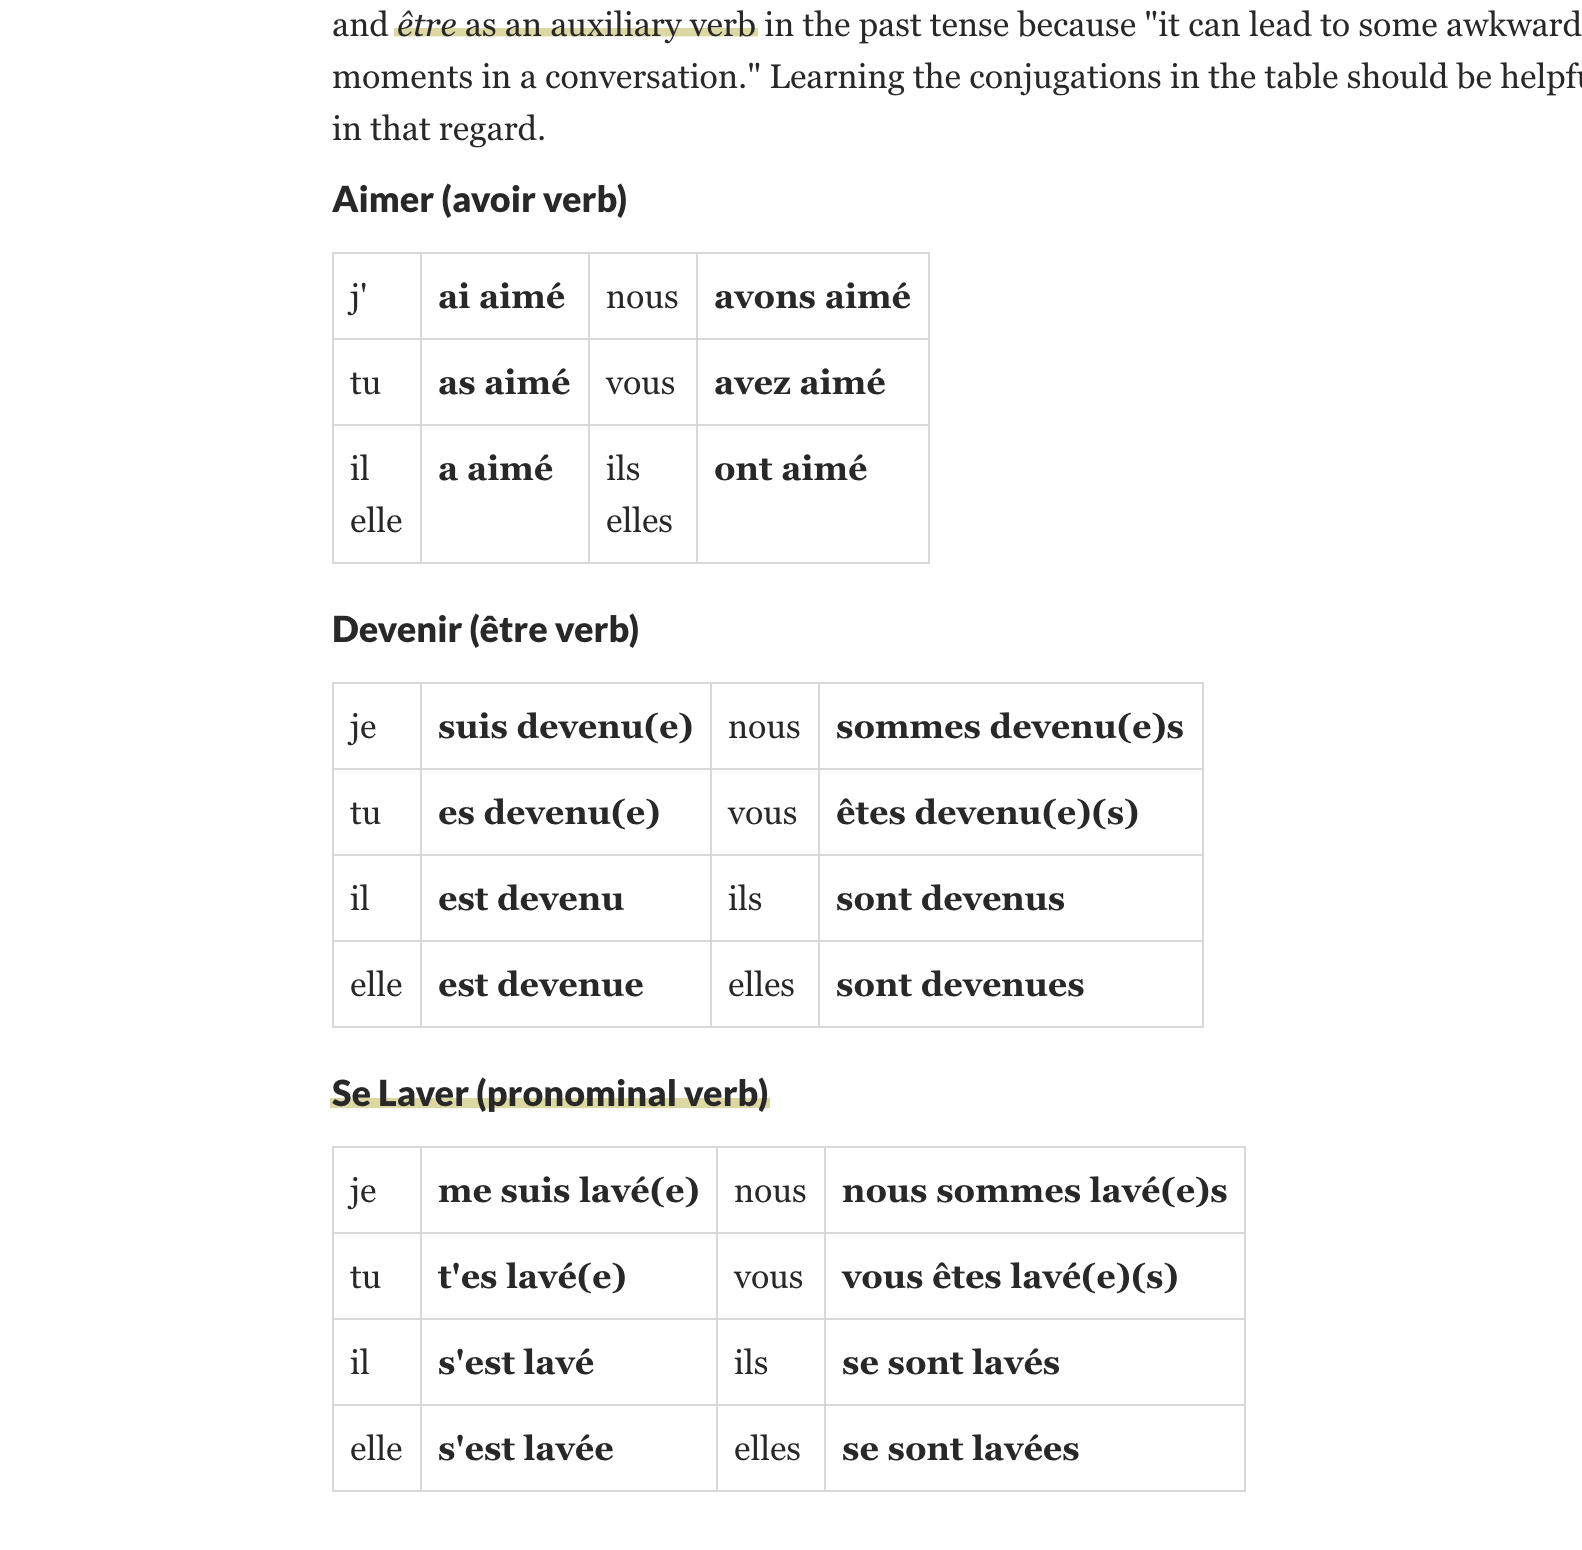 and être as an auxiliary verb in the past tense because "it can lead to some awkward
moments in a conversation." Learning the conjugations in the table should be
in that regard.
Aimer (avoir verb)
j' ai aimé nous avons aimé
tu as aimé vous avez aimé
il a aimé ils ont aimé
elle elles
Devenir (être verb)
je suis devenu(e) nous sommes devenu(e)s
tu es devenu(e) vous êtes devenu(e)(s)
il est devenu ils sont devenus
elle est devenue elles sont devenues
Se Laver (pronominal verb)
je me suis lavé(e) nous nous sommes lavé(e)s
tu t'es lavé(e) vous vous êtes lavé(e)(s)
il s'est lavé ils se sont lavés
elle s'est lavée elles se sont lavées